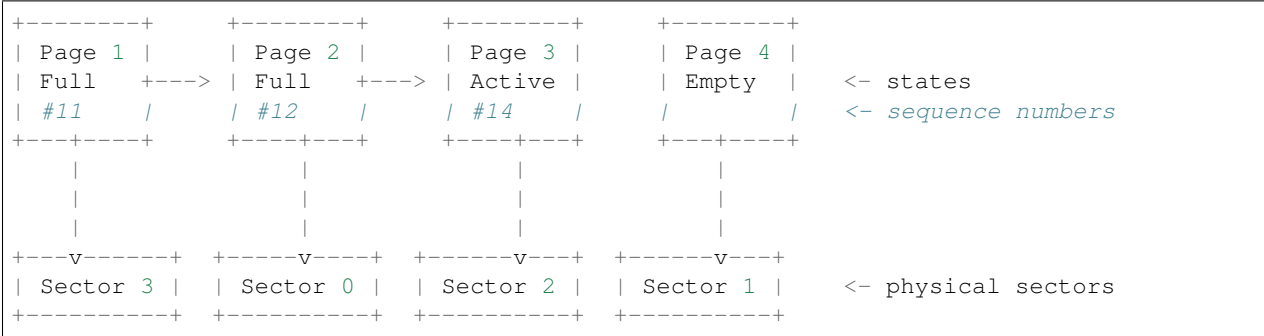 +--------+     +--------+     +--------+     +--------+
| Page 1 |     | Page 2 |     | Page 3 |     | Page 4 |
| Full   +---> | Full   +---> | Active |     | Empty  |   <- states
| #11    |     | #12    |     | #14    |     |        |   <- sequence numbers
+---+----+     +----+---+     +----+---+     +---+----+
    |               |              |             |
    |               |              |             |
    |               |              |             |
+---v------+  +-----v----+  +------v---+  +------v---+
| Sector 3 |  | Sector 0 |  | Sector 2 |  | Sector 1 |    <- physical sectors
+----------+  +----------+  +----------+  +----------+